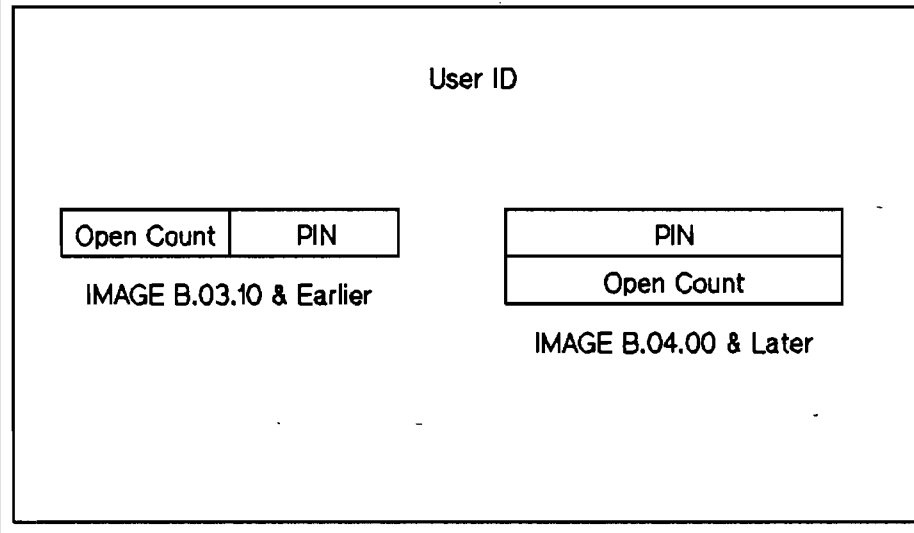 User ID
Open Count PIN
IMAGE B.03.10 & Earlier
PIN
Open Count
IMAGE B.04.00 & Later